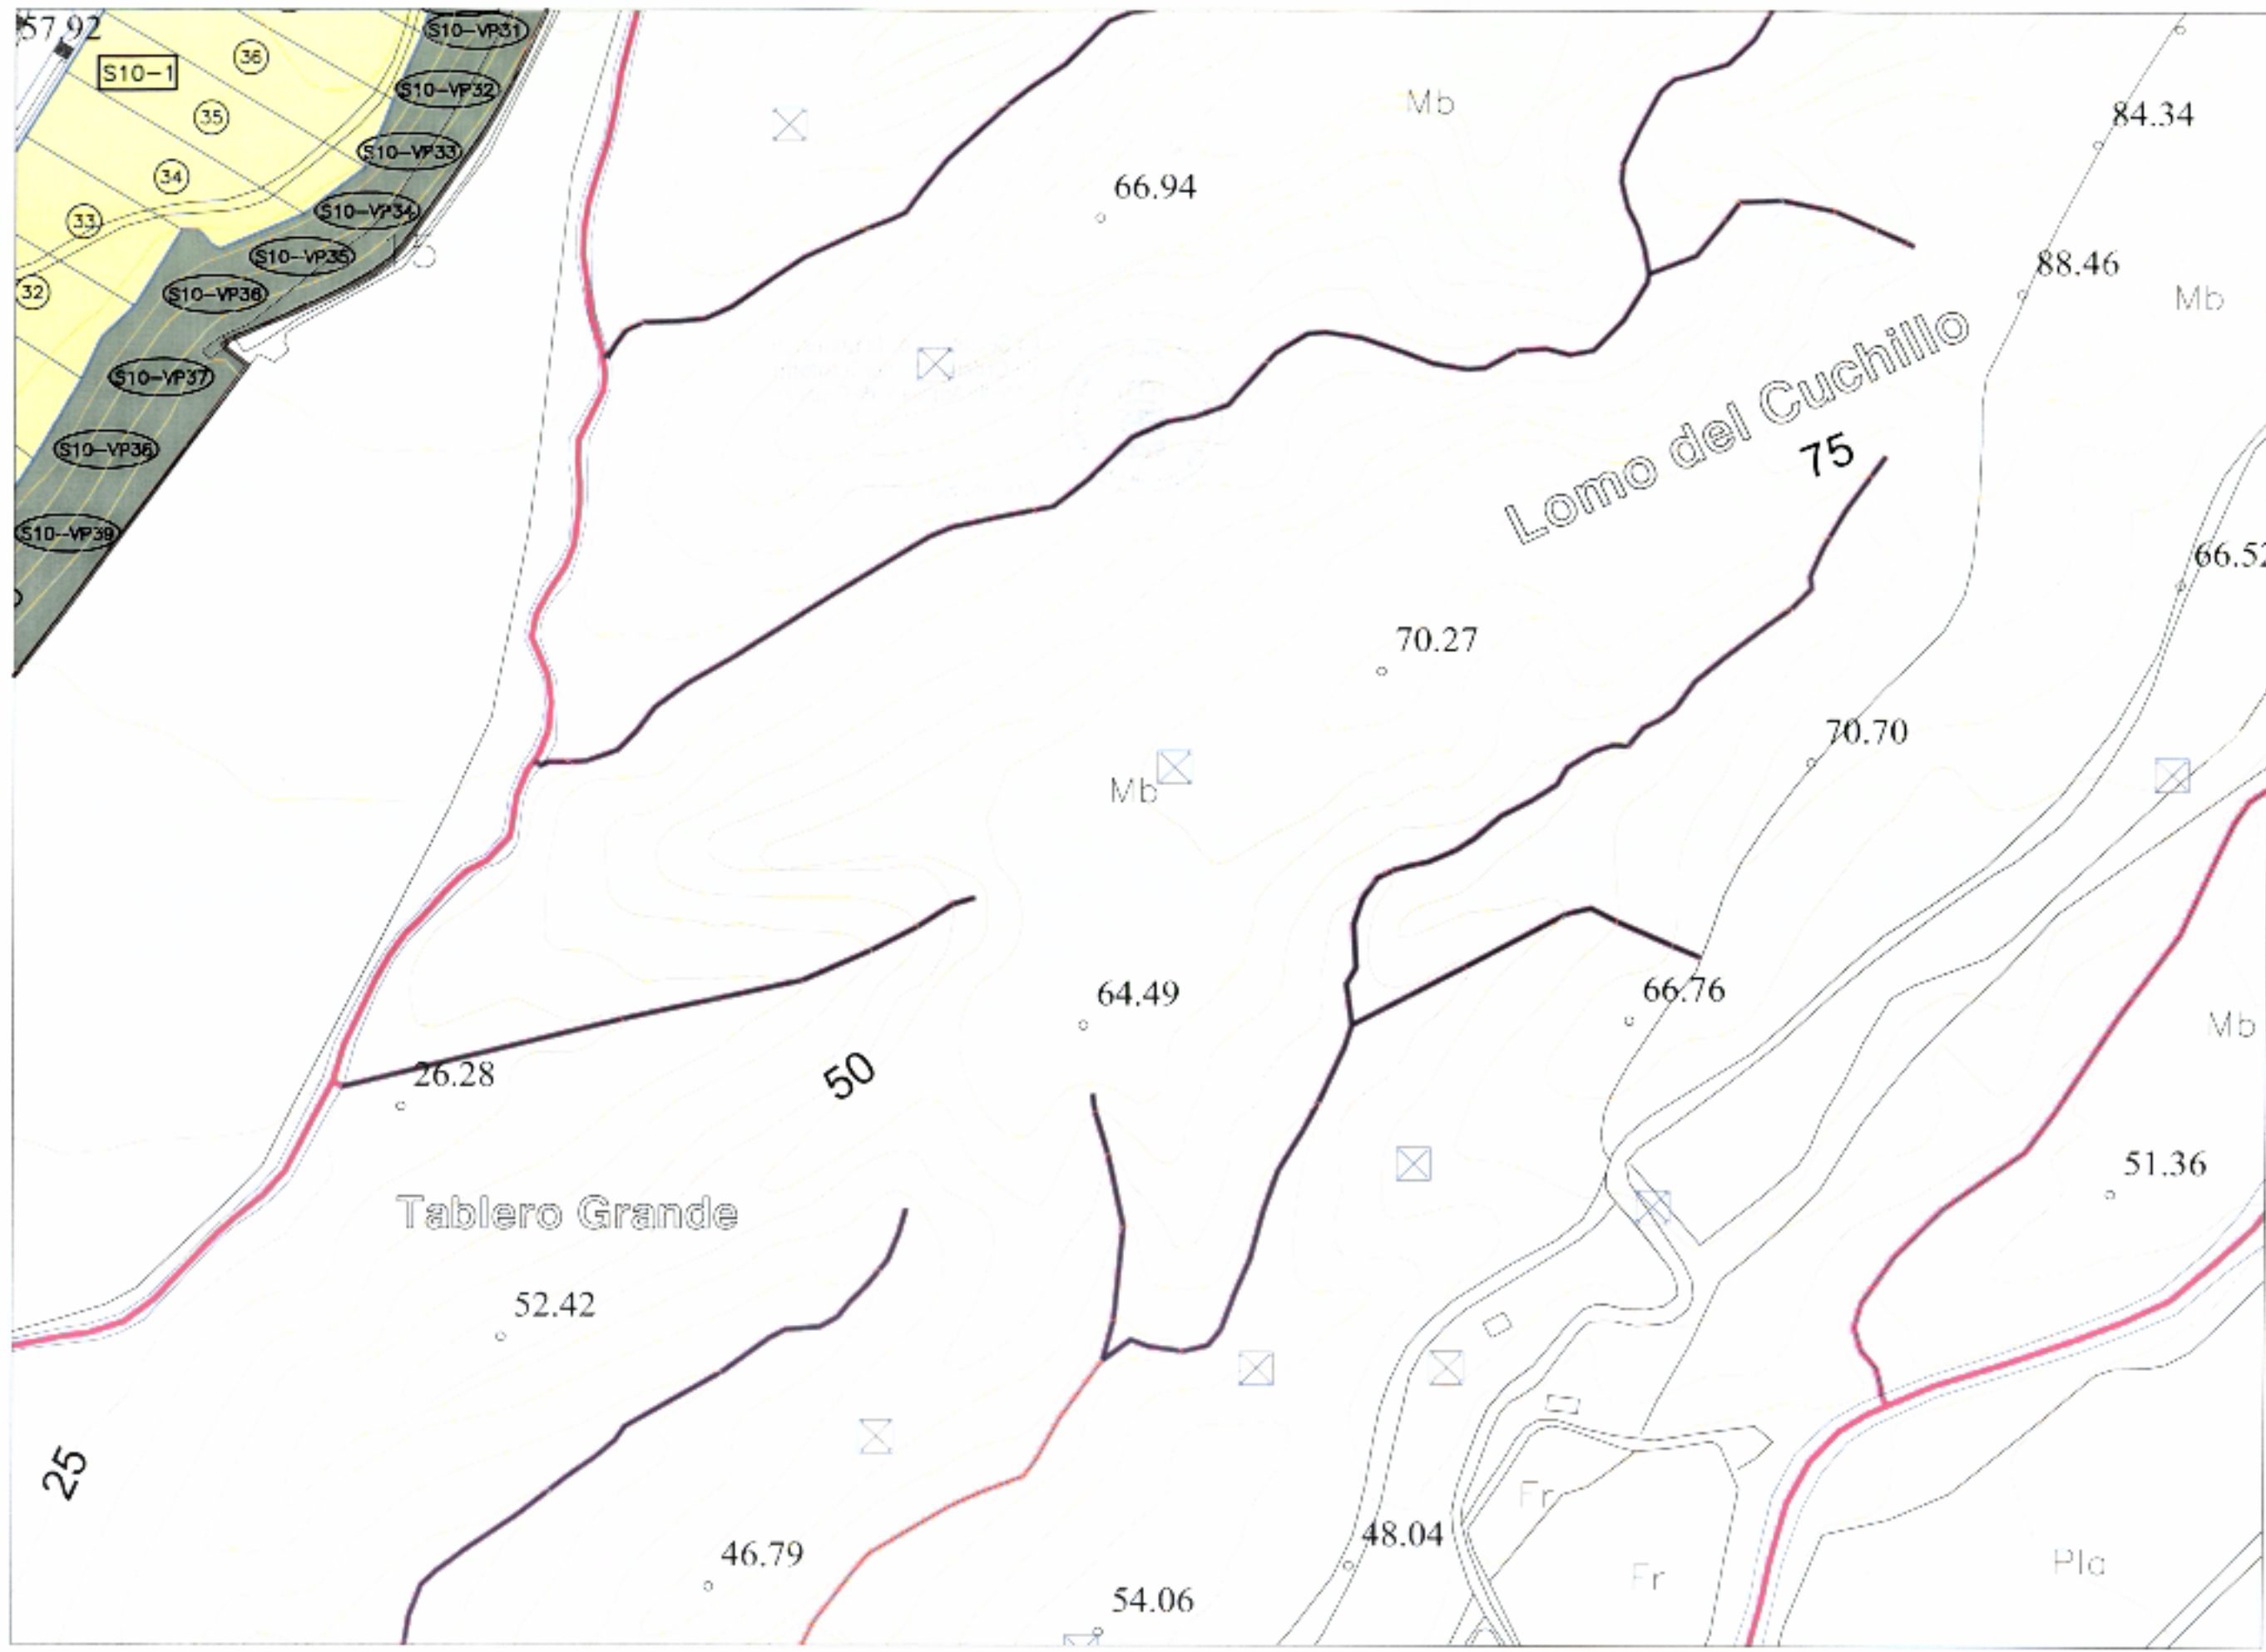 57.92
S10-VP31
36
S10-1
S10-VP32
Mb
35
84.34
S10-VP33
34
66.94
S10-VP34
33
S10-VP35
88.46
32
S10-VP36
Mb
S10-VP37
Lomo del Cuchillo
S10-VP38
75
S10-VP39
66.52
70.27
70.70
Mb
64.49
66.76
Mb
26.28
50
51.36
Tablero Grande
52.42
25
Fr
48.04
46.79
Fr
Pla
54.06